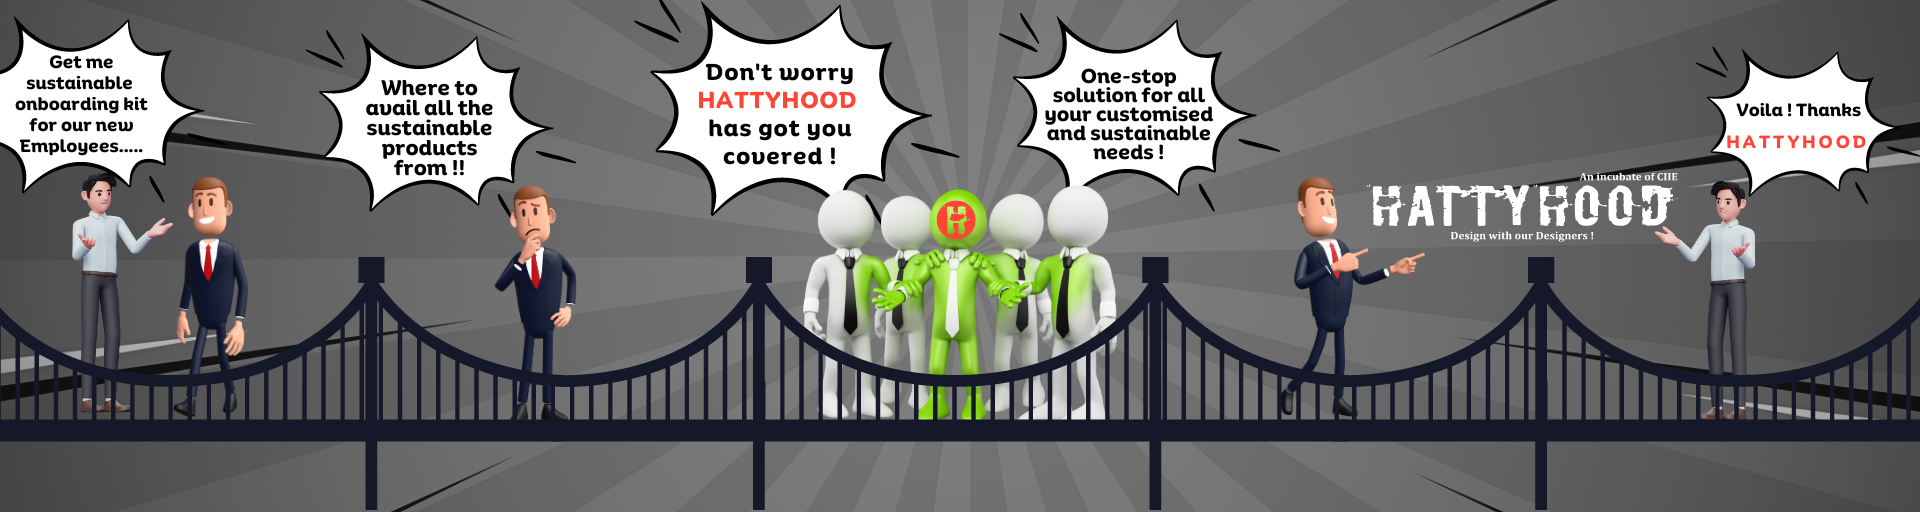 Get me
sustainable
onboarding kit
for our new
Employees.....
Where to
avail all the
sustainable
products
from !!
Don't worry
HATTYHOOD
has got you
covered !
H
One-stop
solution for all
your customised
and sustainable
needs !
An incubate of CIIE
HATTYHOOD
Design with our Designers !
Voila ! Thanks
HATTYHOOD